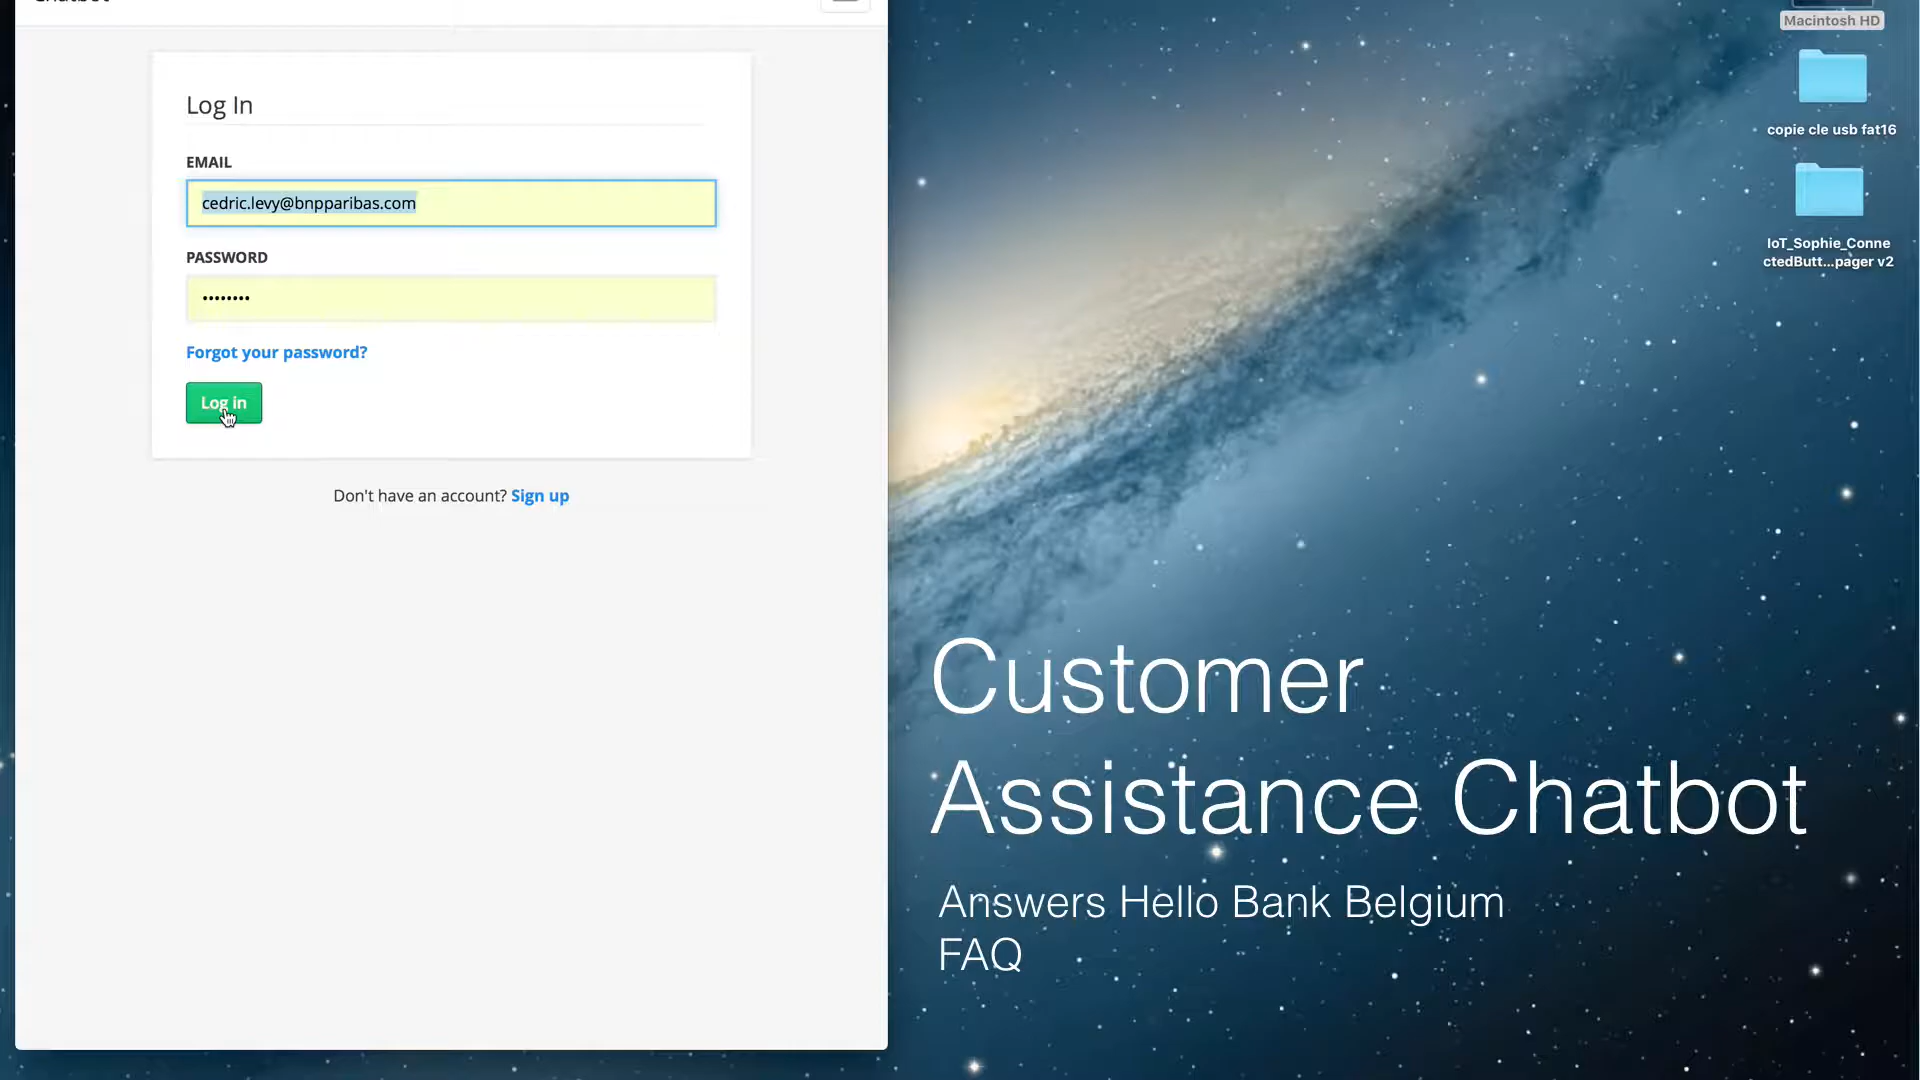 Chatbot
Log In
EMAIL
cedric.levy@bnpparibas.com
PASSWORD
••••••••
Forgot your password?
Log in
Don't have an account? Sign up
Macintosh HD
copie cle usb fat16
IoT_Sophie_Conne
ctedButt...pager v2
Customer
Assistance Chatbot
Answers Hello Bank Belgium
FAQ